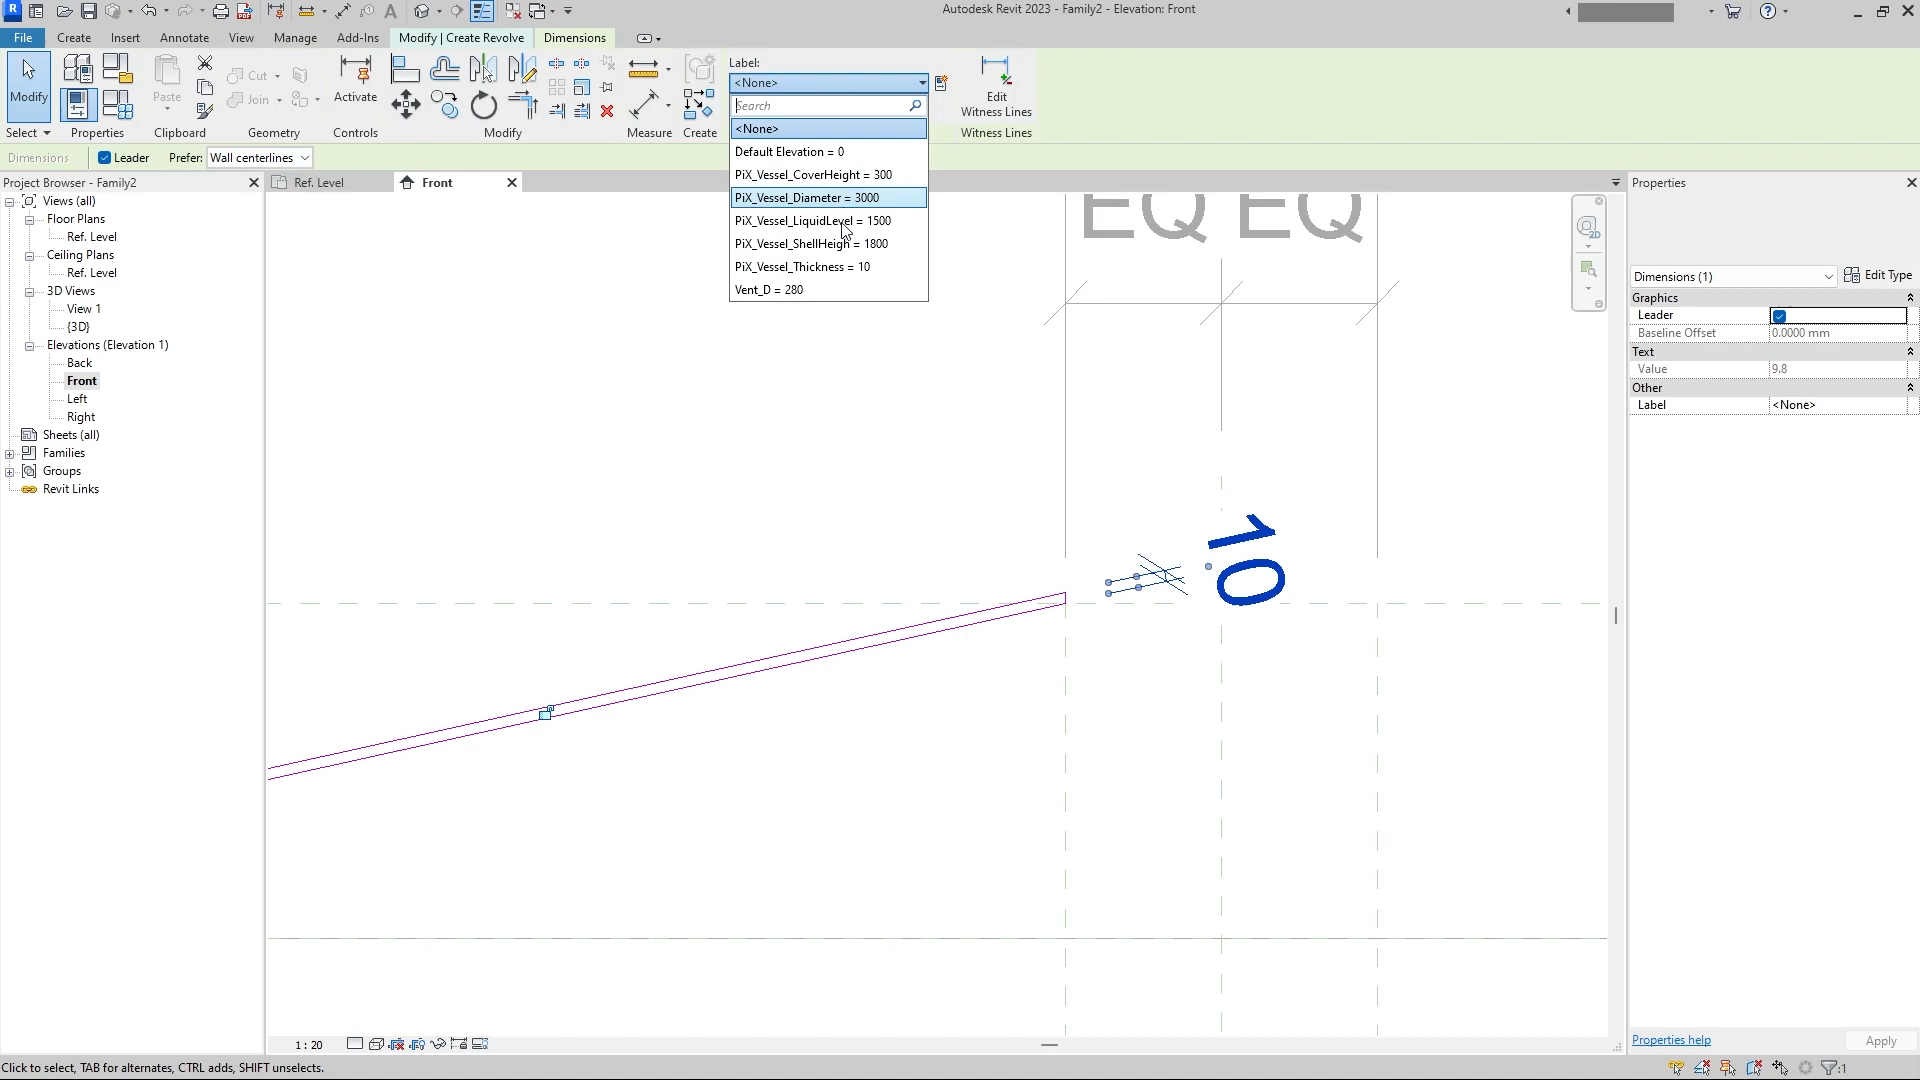 Autodesk Revit 2023 - Family2 - Elevation: Front
File Create Insert Annotate View Manage Add-Ins Modify | Create Revolve Dimensions
Modify
Paste
Cut
Join
Activate
Label:
<None>
Edit
Witness Lines
Select Properties Clipboard Geometry Controls Modify Measure Create Witness Lines
Search
<None>
Default Elevation = 0
PiX_Vessel_CoverHeight = 300
PiX_Vessel_Diameter = 3000
PiX_Vessel_LiquidLevel = 1500
PiX_Vessel_ShellHeigh = 1800
PiX_Vessel_Thickness = 10
Vent_D = 280
Dimensions Leader Prefer: Wall centerlines
Project Browser - Family2
Ref. Level Front
Properties
Views (all)
Floor Plans
Ref. Level
Ceiling Plans
Ref. Level
3D Views
View 1
{3D}
Elevations (Elevation 1)
Back
Front
Left
Right
Sheets (all)
Families
Groups
Revit Links
EQ EQ
2D
10
Dimensions (1) Edit Type
Graphics
Leader
Baseline Offset 0.0000 mm
Text
Value 9.8
Other
Label <None>
Properties help Apply
1 : 20
Click to select, TAB for alternates, CTRL adds, SHIFT unselects.
:1